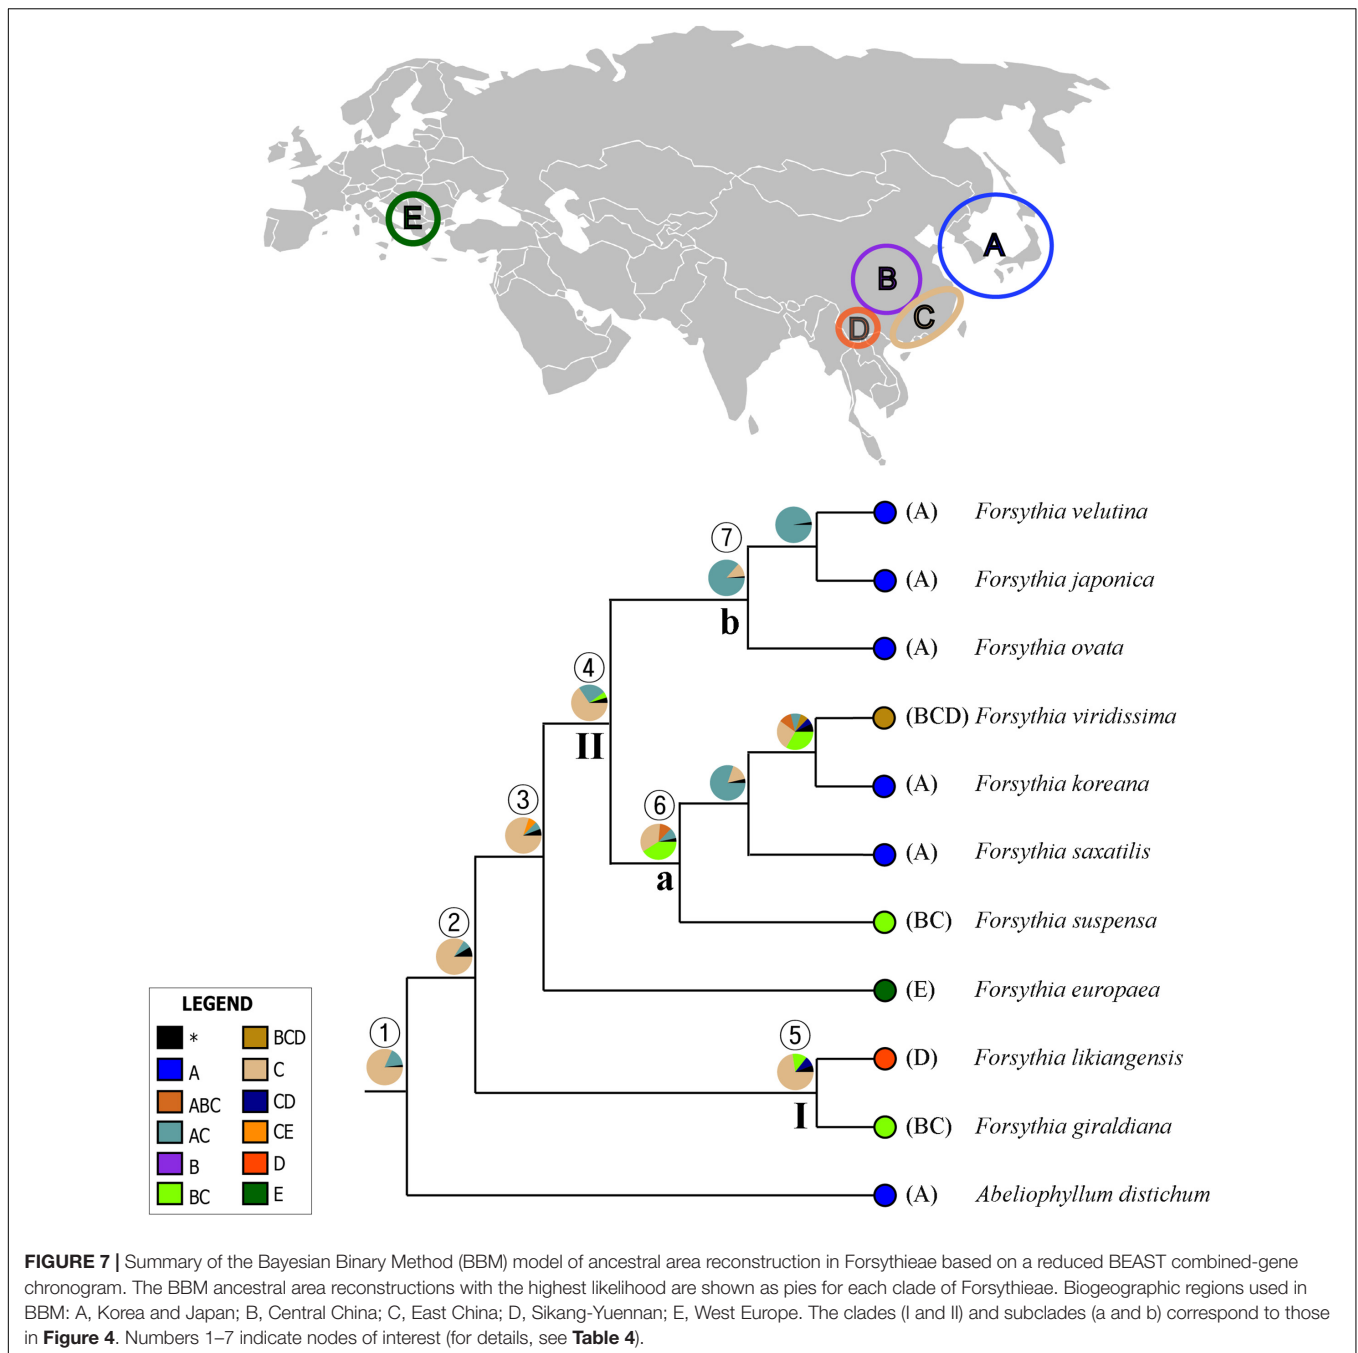 E
A
B
C
D
(A) Forsythia velutina
7
(A) Forsythia japonica
b
(A) Forsythia ovata
4
(BCD) Forsythia viridissima
II
(A) Forsythia koreana
3
6
(A) Forsythia saxatilis
a
(BC) Forsythia suspensa
2
(E) Forsythia europaea
5
(D) Forsythia likiangensis
1
I
(BC) Forsythia giraldiana
(A) Abeliophyllum distichum
LEGEND
* BCD
A C
ABC CD
AC CE
B D
BC E
FIGURE 7 | Summary of the Bayesian Binary Method (BBM) model of ancestral area reconstruction in Forsythieae based on a reduced BEAST combined-gene
chronogram. The BBM ancestral area reconstructions with the highest likelihood are shown as pies for each clade of Forsythieae. Biogeographic regions used in
BBM: A, Korea and Japan; B, Central China; C, East China; D, Sikang-Yuennan; E, West Europe. The clades (I and II) and subclades (a and b) correspond to those
in Figure 4. Numbers 1–7 indicate nodes of interest (for details, see Table 4).